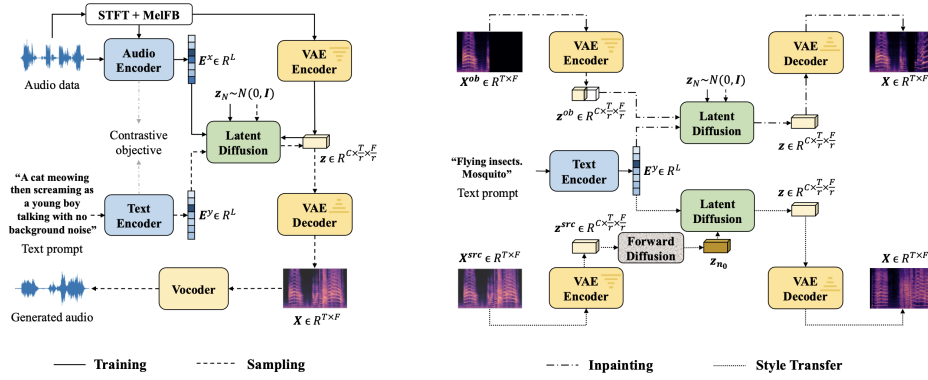 STFT + MelFB
Audio data
Audio
Encoder
E^x ∈ R^L
VAE
Encoder
z_N~N(0, I)
Contrastive
objective
Latent
Diffusion
z ∈ R^{C×T/r×F/r}
“A cat meowing
then screaming as
a young boy
talking with no
background noise”
Text prompt
Text
Encoder
E^y ∈ R^L
VAE
Decoder
Generated audio
Vocoder
X ∈ R^{T×F}
Training
Sampling
X^{ob} ∈ R^{T×F}
VAE
Encoder
z^{ob} ∈ R^{C×T/r×F/r}
z_N~N(0, I)
Latent
Diffusion
VAE
Decoder
X ∈ R^{T×F}
z ∈ R^{C×T/r×F/r}
“Flying insects.
Mosquito”
Text prompt
Text
Encoder
E^y ∈ R^L
Latent
Diffusion
z ∈ R^{C×T/r×F/r}
z^{src} ∈ R^{C×T/r×F/r}
Forward
Diffusion
z_{n_0}
X^{src} ∈ R^{T×F}
VAE
Encoder
VAE
Decoder
X ∈ R^{T×F}
Inpainting
Style Transfer